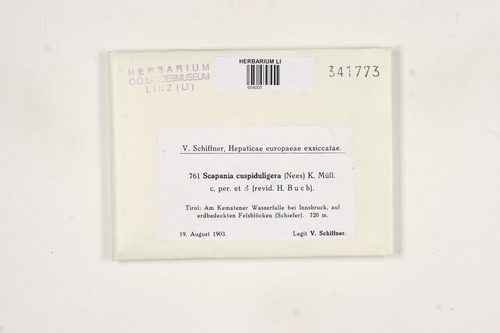 HERBARIUM
O.Ö. LANDESMUSEUM
LINZ (LI)
HERBARIUM LI
654005
341773
V. Schiffner, Hepaticae europaeae exsiccatae.
761 Scapania cuspiduligera (Nees) K. Müll.
c. per. et ♂ (revid. H. Buch).
Tirol: Am Kematener Wasserfalle bei Innsbruck, auf
erdbedeckten Felsblöcken (Schiefer). 720 m.
19. August 1903. Legit V. Schiffner.